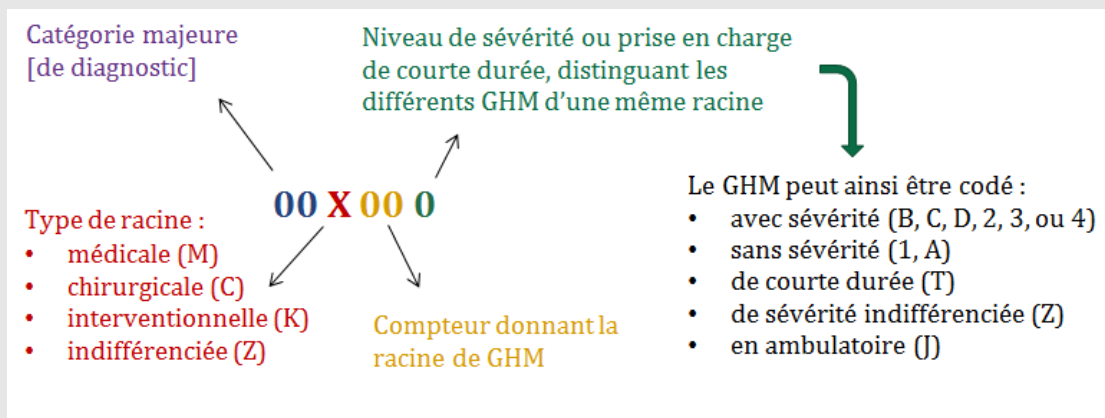 Catégorie majeure
[de diagnostic]
Niveau de sévérité ou prise en charge
de courte durée, distinguant les
différents GHM d'une même racine
00 X 00 0
Type de racine :
• médicale (M)
• chirurgicale (C)
• interventionnelle (K)
• indifférenciée (Z)
Compteur donnant la
racine de GHM
Le GHM peut ainsi être codé :
• avec sévérité (B, C, D, 2, 3, ou 4)
• sans sévérité (1, A)
• de courte durée (T)
• de sévérité indifférenciée (Z)
• en ambulatoire (J)